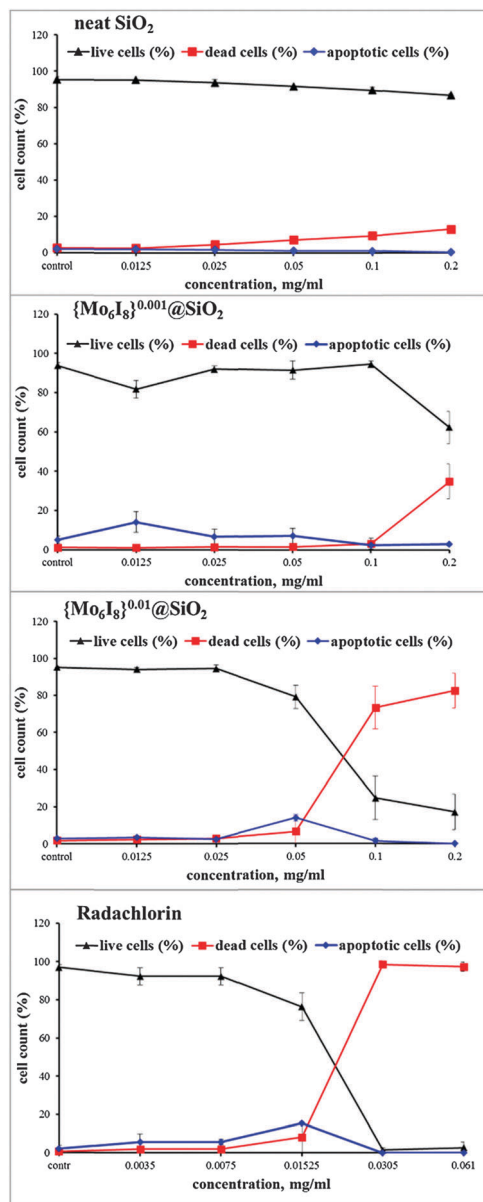 neat SiO₂
live cells (%) dead cells (%) apoptotic cells (%)
120
100
80
60
40
20
0
cell count (%)
control 0.0125 0.025 0.05 0.1 0.2
concentration, mg/ml
{Mo₆I₈}⁰·⁰⁰¹@SiO₂
live cells (%) dead cells (%) apoptotic cells (%)
120
100
80
60
40
20
0
cell count (%)
control 0.0125 0.025 0.05 0.1 0.2
concentration, mg/ml
{Mo₆I₈}⁰·⁰¹@SiO₂
live cells (%) dead cells (%) apoptotic cells (%)
120
100
80
60
40
20
0
cell count (%)
control 0.0125 0.025 0.05 0.1 0.2
concentration, mg/ml
Radachlorin
live cells (%) dead cells (%) apoptotic cells (%)
120
100
80
60
40
20
0
cell count (%)
contr 0.0035 0.0075 0.01525 0.0305 0.061
concentration, mg/ml